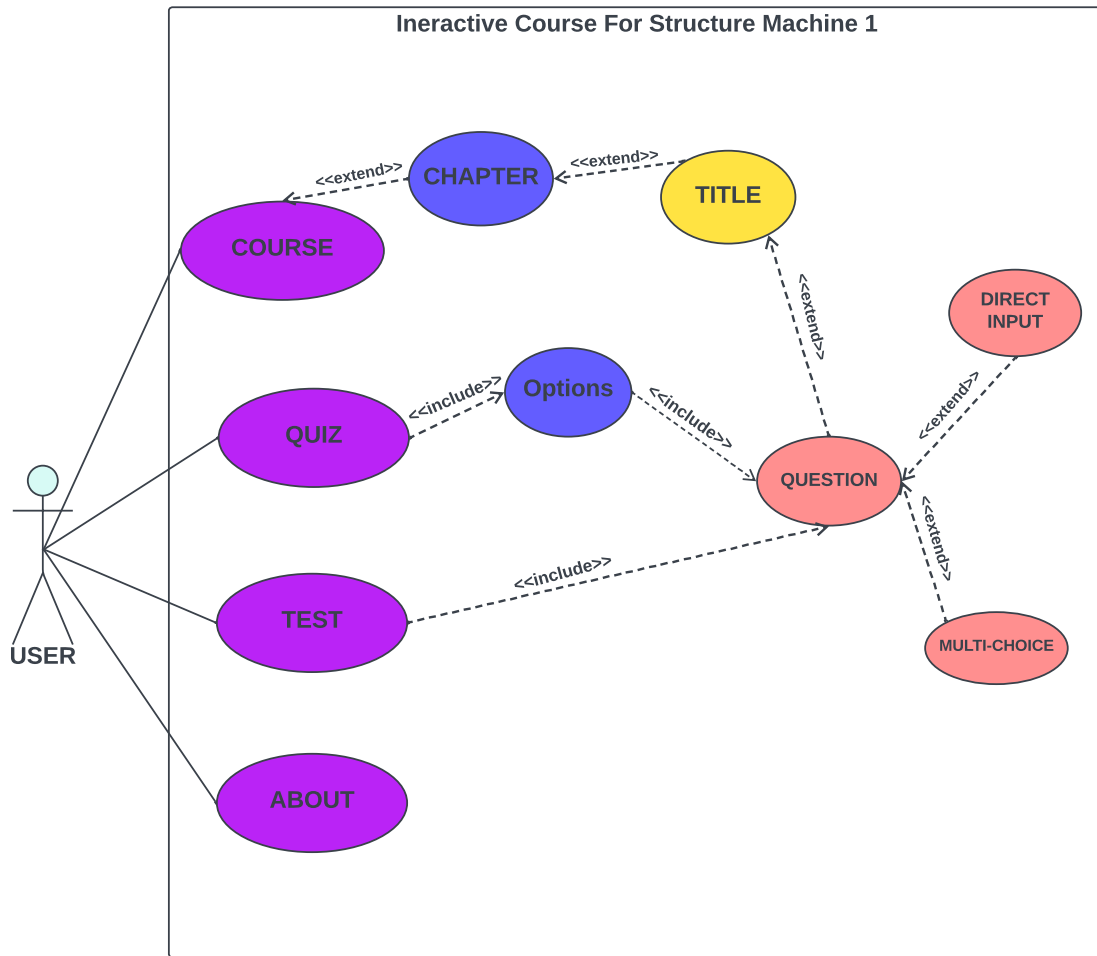 Ineractive Course For Structure Machine 1
<<extend>>
<<extend>>
CHAPTER
TITLE
COURSE
<<extend>>
DIRECT
INPUT
<<include>>
Options
<<include>>
<<extend>>
QUIZ
QUESTION
<<extend>>
<<include>>
TEST
MULTI-CHOICE
USER
ABOUT